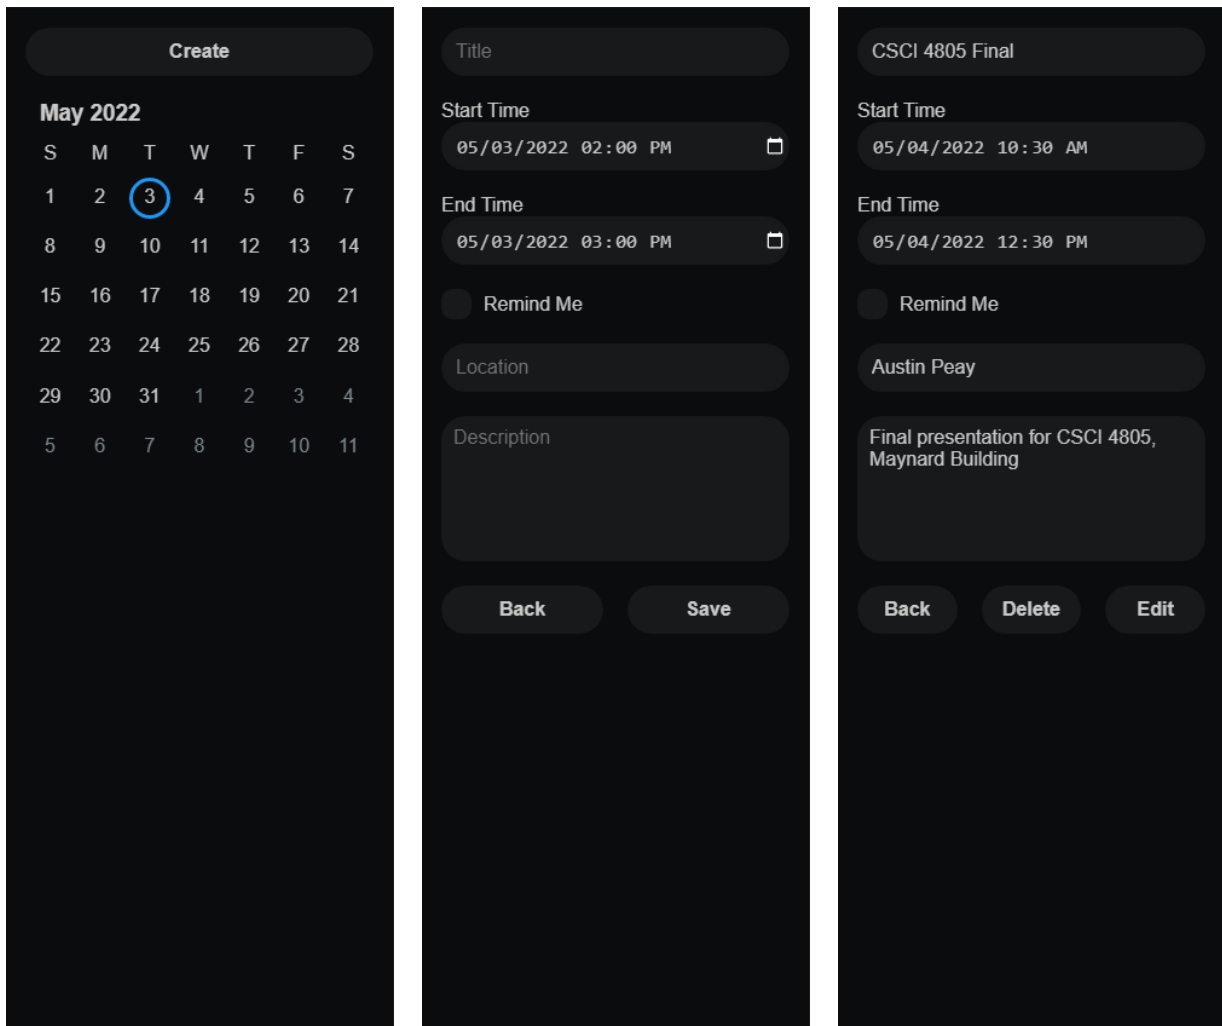 Create
May 2022
S M T W T F S
1 2 3 4 5 6 7
8 9 10 11 12 13 14
15 16 17 18 19 20 21
22 23 24 25 26 27 28
29 30 31 1 2 3 4
5 6 7 8 9 10 11
Title
Start Time
05/03/2022 02:00 PM
End Time
05/03/2022 03:00 PM
Remind Me
Location
Description
Back Save
CSCI 4805 Final
Start Time
05/04/2022 10:30 AM
End Time
05/04/2022 12:30 PM
Remind Me
Austin Peay
Final presentation for CSCI 4805,
Maynard Building
Back Delete Edit